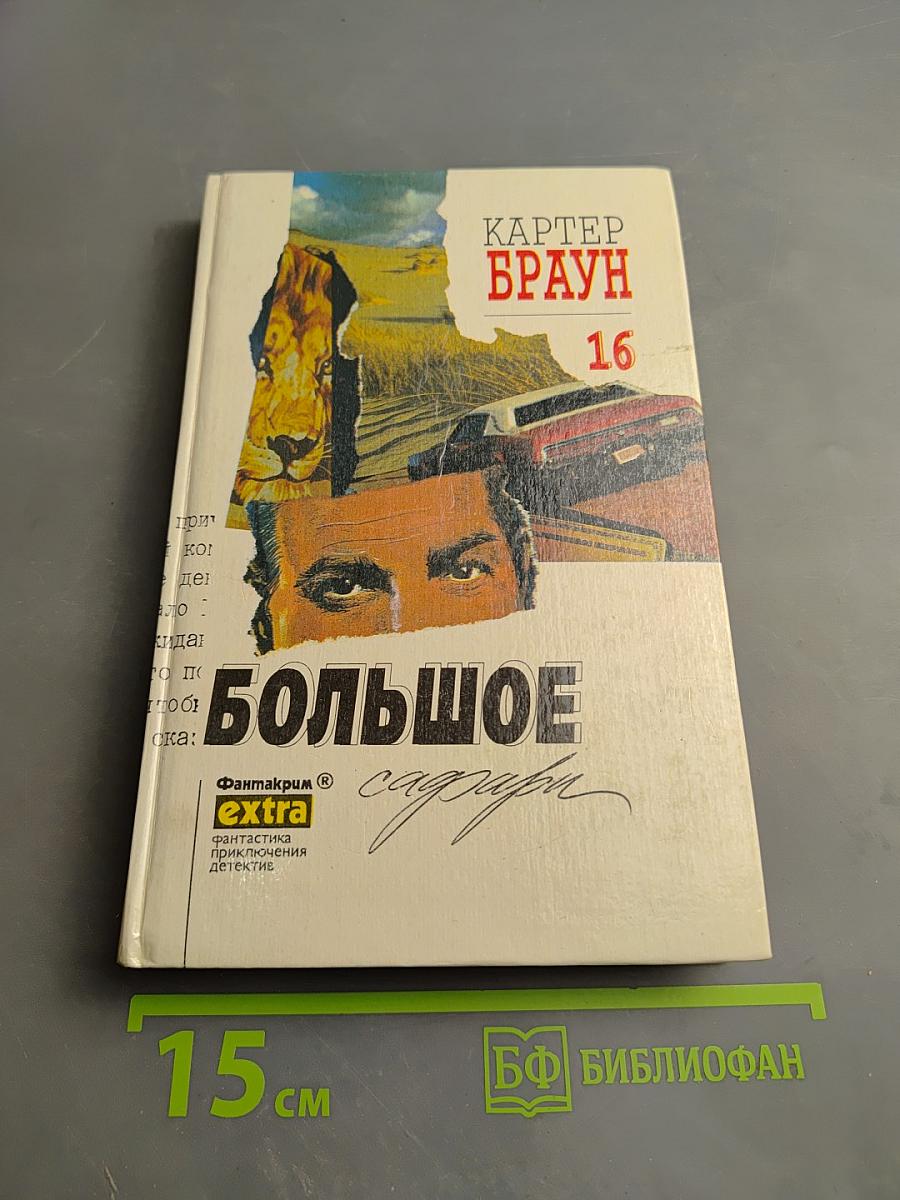 КАРТЕР
БРАУН
16
БОЛЬШОЕ
сафари
Фантакрим ®
extra
фантастика
приключения
детектив
15 см
БФ БИБЛИОФАН